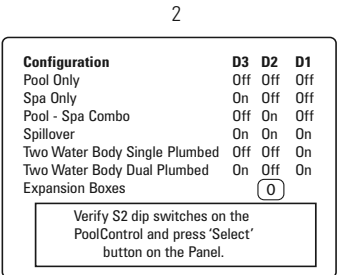 2
Configuration D3 D2 D1
Pool Only Off Off Off
Spa Only On Off Off
Pool - Spa Combo Off On Off
Spillover On On On
Two Water Body Single Plumbed Off Off On
Two Water Body Dual Plumbed On Off On
Expansion Boxes 0
Verify S2 dip switches on the
PoolControl and press ‘Select’
button on the Panel.